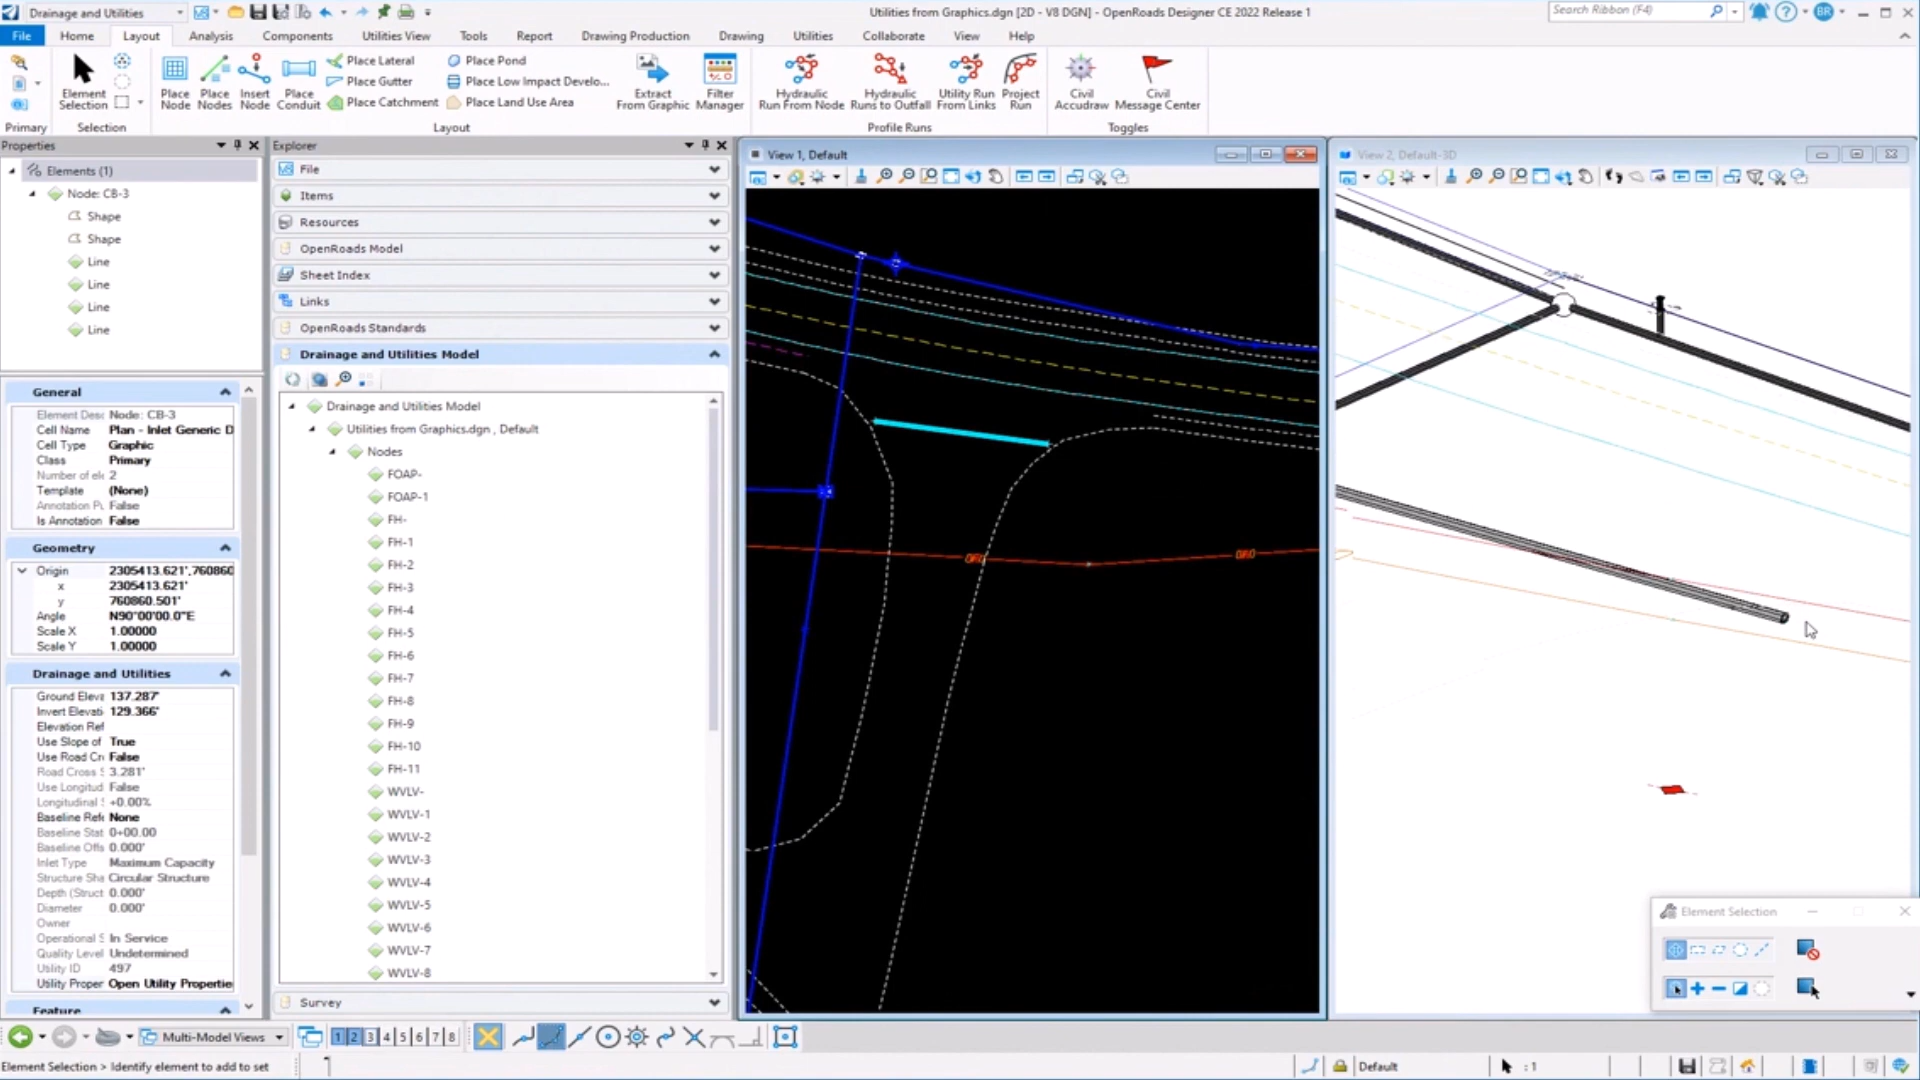 Drainage and Utilities
Utilities from Graphics.dgn [2D - V8 DGN] - OpenRoads Designer CE 2022 Release 1
Search Ribbon (F4)
BR
File Home Layout Analysis Components Utilities View Tools Report Drawing Production Drawing Utilities Collaborate View Help
Element Selection
Place Node
Place Nodes
Insert Node
Place Conduit
Place Lateral
Place Gutter
Place Catchment
Place Pond
Place Low Impact Develo...
Place Land Use Area
Extract From Graphic
Filter Manager
Hydraulic Run From Node
Hydraulic Runs to Outfall
Utility Run From Links
Project Run
Civil Accudraw
Civil Message Center
Primary Selection Layout Profile Runs Toggles
Properties
Elements (1)
Node: CB-3
Shape
Shape
Line
Line
Line
Line
General
Element Desc Node: CB-3
Cell Name Plan - Inlet Generic D
Cell Type Graphic
Class Primary
Number of ele 2
Template (None)
Annotation Pu False
Is Annotation False
Geometry
Origin 2305413.621',760860
x 2305413.621'
y 760860.501'
Angle N90°00'00.0"E
Scale X 1.00000
Scale Y 1.00000
Drainage and Utilities
Ground Eleva 137.287'
Invert Elevati 129.366'
Elevation Ref
Use Slope of True
Use Road Cr False
Road Cross S 3.281'
Use Longitud False
Longitudinal S +0.00%
Baseline Refe None
Baseline Stat 0+00.00
Baseline Offs 0.000'
Inlet Type Maximum Capacity
Structure Sha Circular Structure
Depth (Struct 0.000'
Diameter 0.000'
Owner
Operational S In Service
Quality Level Undetermined
Utility ID 497
Utility Proper Open Utility Propertie
Feature
Explorer
File
Items
Resources
OpenRoads Model
Sheet Index
Links
OpenRoads Standards
Drainage and Utilities Model
Drainage and Utilities Model
Utilities from Graphics.dgn , Default
Nodes
FOAP-
FOAP-1
FH-
FH-1
FH-2
FH-3
FH-4
FH-5
FH-6
FH-7
FH-8
FH-9
FH-10
FH-11
WVLV-
WVLV-1
WVLV-2
WVLV-3
WVLV-4
WVLV-5
WVLV-6
WVLV-7
WVLV-8
Survey
View 1, Default
View 2, Default-3D
Element Selection
Multi-Model Views
1 2 3 4 5 6 7 8
Element Selection > Identify element to add to set
Default
: 1